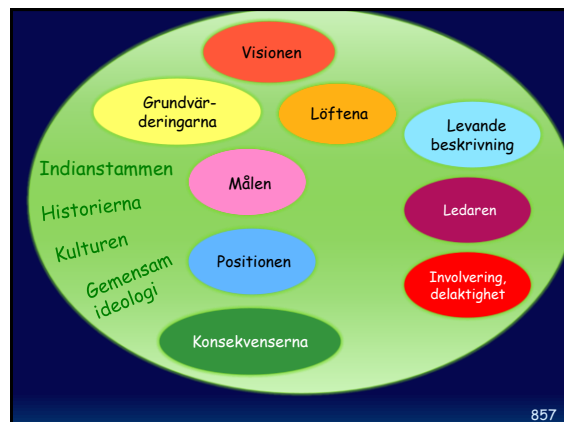 Visionen
Grundvär-
deringarna
Löftena
Levande
beskrivning
Indianstammen
Målen
Historierna
Ledaren
Kulturen
Positionen
Gemensam
ideologi
Involvering,
delaktighet
Konsekvenserna
857